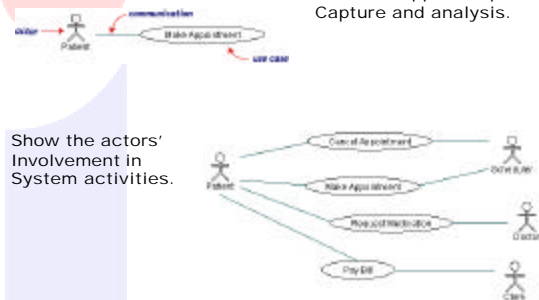 Capture and analysis.
communication
actor
Make Appointment
Patient
use case
Show the actors'
Involvement in
System activities.
Cancel Appointment
Scheduler
Patient
Make Appointment
Request Medication
Doctor
Pay Bill
Clerk